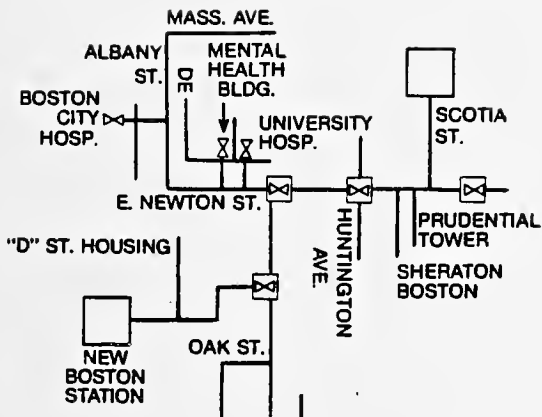 MASS. AVE.
ALBANY
ST.
DE
MENTAL
HEALTH
BLDG.
BOSTON
CITY
HOSP.
UNIVERSITY
HOSP.
SCOTIA
ST.
E. NEWTON ST.
HUNTINGTON
AVE.
PRUDENTIAL
TOWER
SHERATON
BOSTON
"D" ST. HOUSING
NEW
BOSTON
STATION
OAK ST.